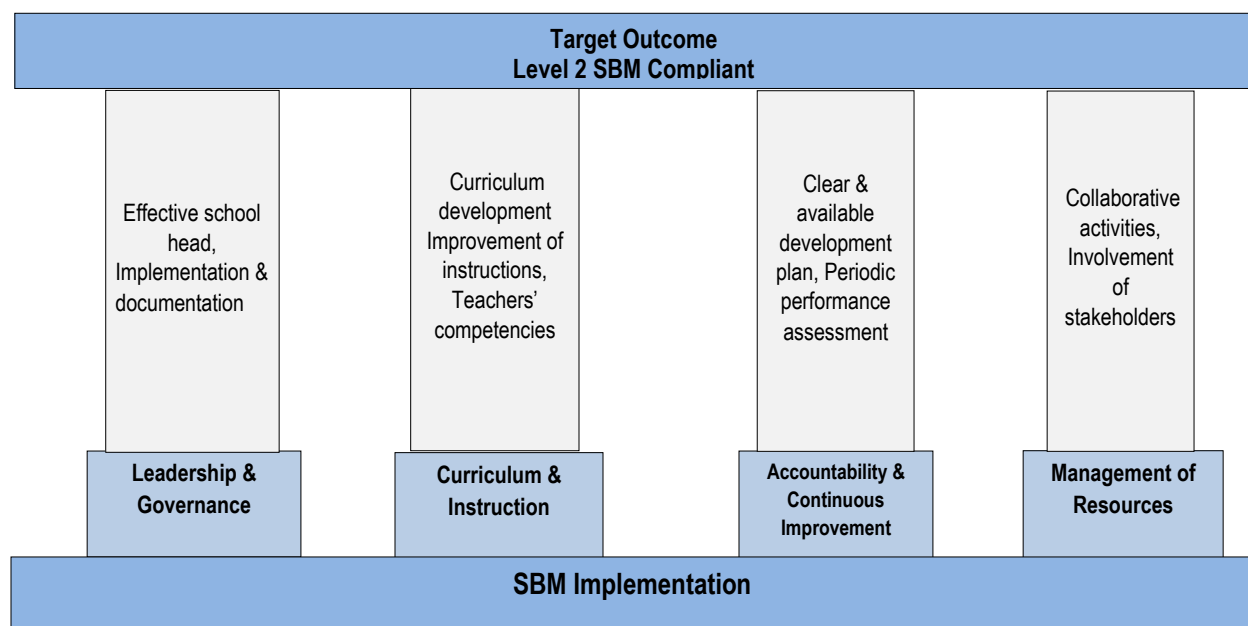 Target Outcome
Level 2 SBM Compliant
Effective school
head,
Implementation &
documentation
Curriculum
development
Improvement of
instructions,
Teachers’
competencies
Clear &
available
development
plan, Periodic
performance
assessment
Collaborative
activities,
Involvement
of
stakeholders
Leadership &
Governance
Curriculum &
Instruction
Accountability &
Continuous
Improvement
Management of
Resources
SBM Implementation